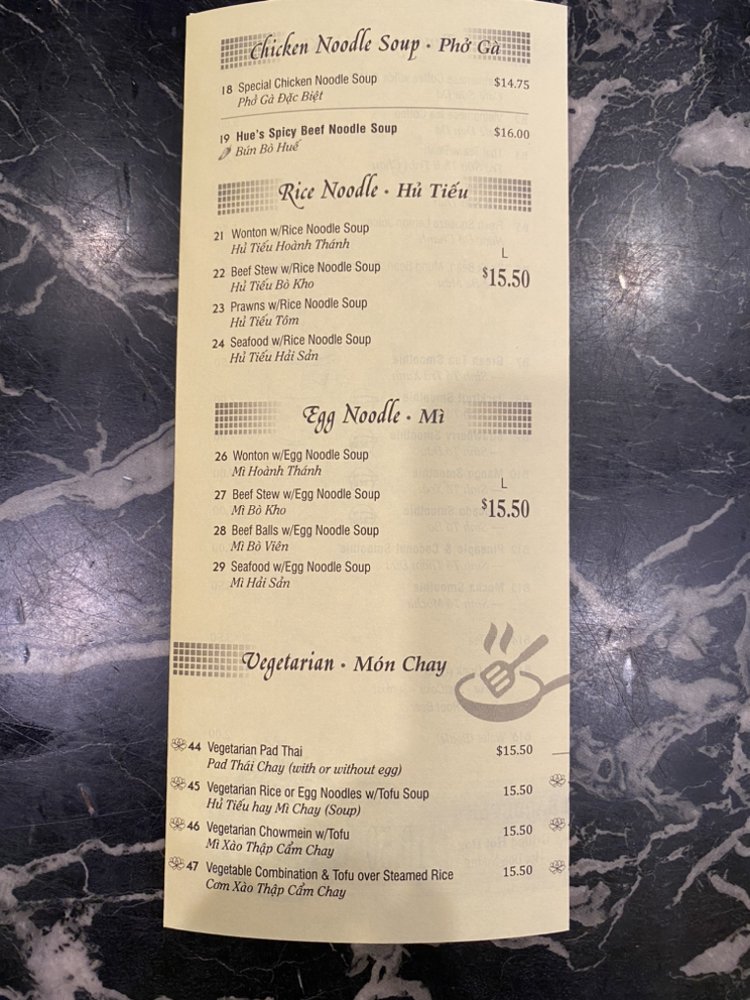 Chicken Noodle Soup · Phở Gà
18 Special Chicken Noodle Soup $14.75
Phở Gà Đặc Biệt
19 Hue's Spicy Beef Noodle Soup $16.00
Bún Bò Huế
Rice Noodle · Hủ Tiếu
21 Wonton w/Rice Noodle Soup
Hủ Tiếu Hoành Thánh
L
22 Beef Stew w/Rice Noodle Soup $15.50
Hủ Tiếu Bò Kho
23 Prawns w/Rice Noodle Soup
Hủ Tiếu Tôm
24 Seafood w/Rice Noodle Soup
Hủ Tiếu Hải Sản
Egg Noodle · Mì
26 Wonton w/Egg Noodle Soup
Mì Hoành Thánh
L
27 Beef Stew w/Egg Noodle Soup $15.50
Mì Bò Kho
28 Beef Balls w/Egg Noodle Soup
Mì Bò Viên
29 Seafood w/Egg Noodle Soup
Mì Hải Sản
Vegetarian · Món Chay
44 Vegetarian Pad Thai $15.50
Pad Thái Chay (with or without egg)
45 Vegetarian Rice or Egg Noodles w/Tofu Soup 15.50
Hủ Tiếu hay Mì Chay (Soup)
46 Vegetarian Chowmein w/Tofu 15.50
Mì Xào Thập Cẩm Chay
47 Vegetable Combination & Tofu over Steamed Rice 15.50
Cơm Xào Thập Cẩm Chay